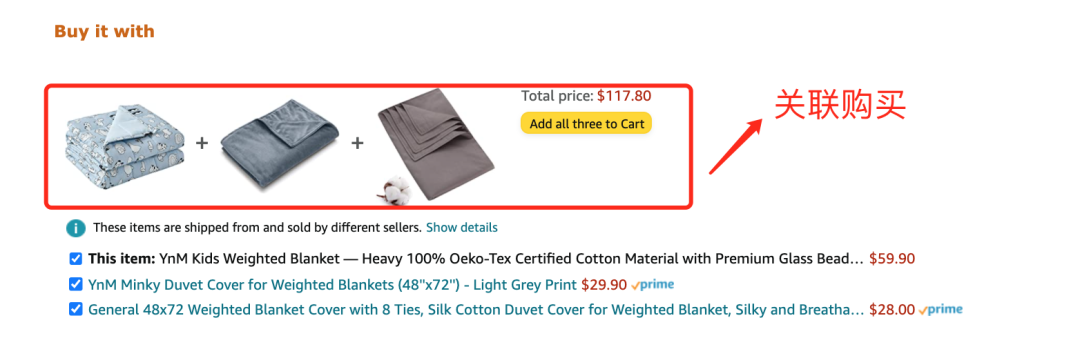 Buy it with
Total price: $117.80
关联购买
Add all three to Cart
+ +
These items are shipped from and sold by different sellers. Show details
This item: YnM Kids Weighted Blanket — Heavy 100% Oeko-Tex Certified Cotton Material with Premium Glass Bead… $59.90
YnM Minky Duvet Cover for Weighted Blankets (48"x72") - Light Grey Print $29.90 prime
General 48x72 Weighted Blanket Cover with 8 Ties, Silk Cotton Duvet Cover for Weighted Blanket, Silky and Breatha… $28.00 prime